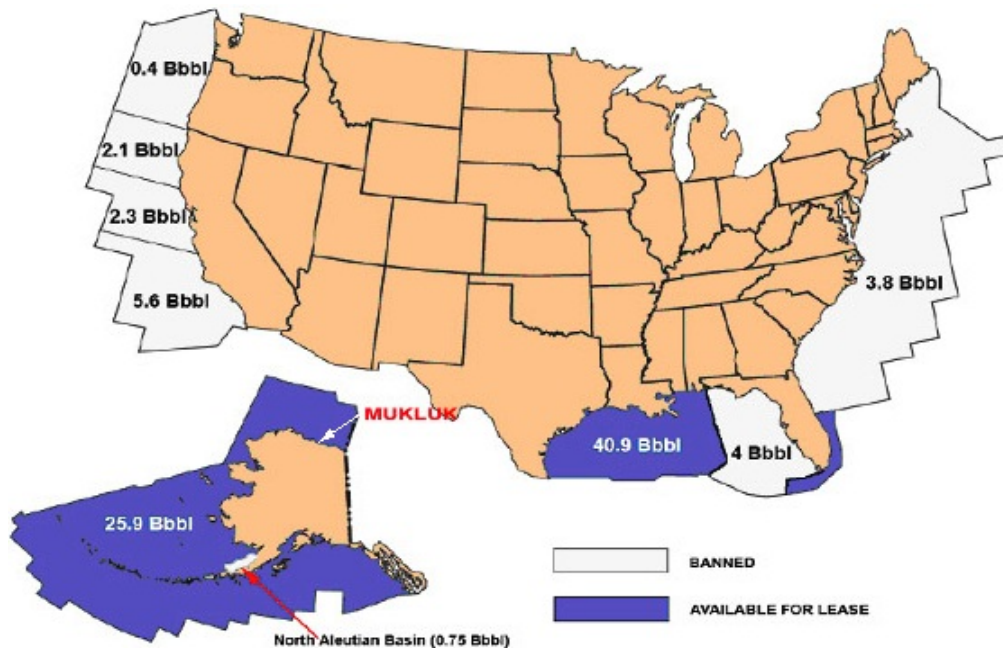 0.4 Bbbl
2.1 Bbbl
2.3 Bbbl
5.6 Bbbl
3.8 Bbbl
MUKLUK
40.9 Bbbl
4 Bbbl
25.9 Bbbl
BANNED
AVAILABLE FOR LEASE
North Aleutian Basin (0.75 Bbbl)